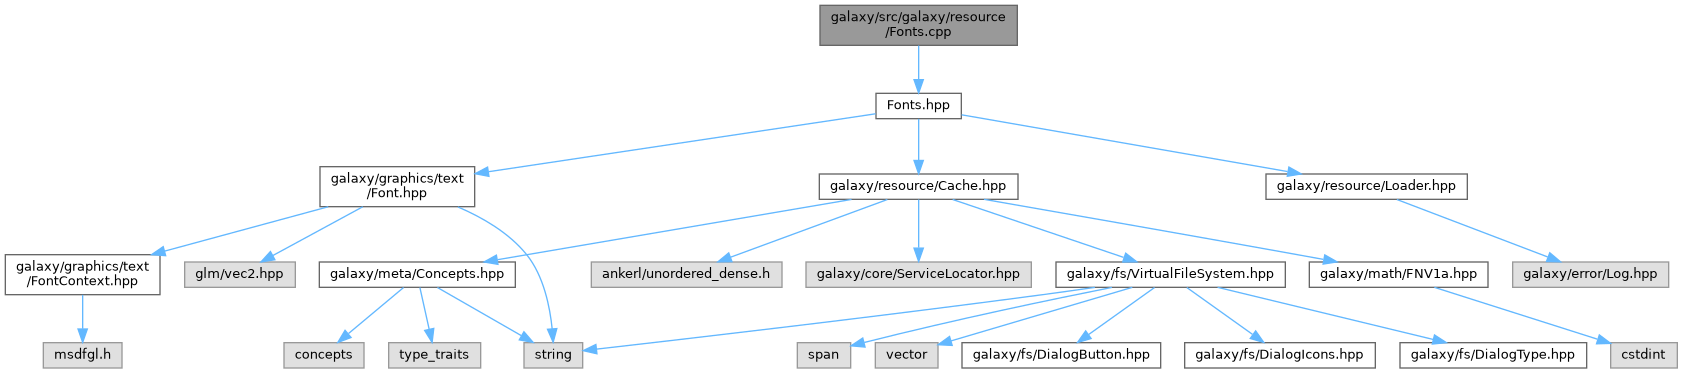 galaxy/src/galaxy/resource
/Fonts.cpp
Fonts.hpp
galaxy/graphics/text
/Font.hpp
galaxy/resource/Cache.hpp
galaxy/resource/Loader.hpp
galaxy/graphics/text
/FontContext.hpp
glm/vec2.hpp
galaxy/meta/Concepts.hpp
ankerl/unordered_dense.h
galaxy/core/ServiceLocator.hpp
galaxy/fs/VirtualFileSystem.hpp
galaxy/math/FNV1a.hpp
galaxy/error/Log.hpp
msdfgl.h
concepts
type_traits
string
span
vector
galaxy/fs/DialogButton.hpp
galaxy/fs/DialogIcons.hpp
galaxy/fs/DialogType.hpp
cstdint